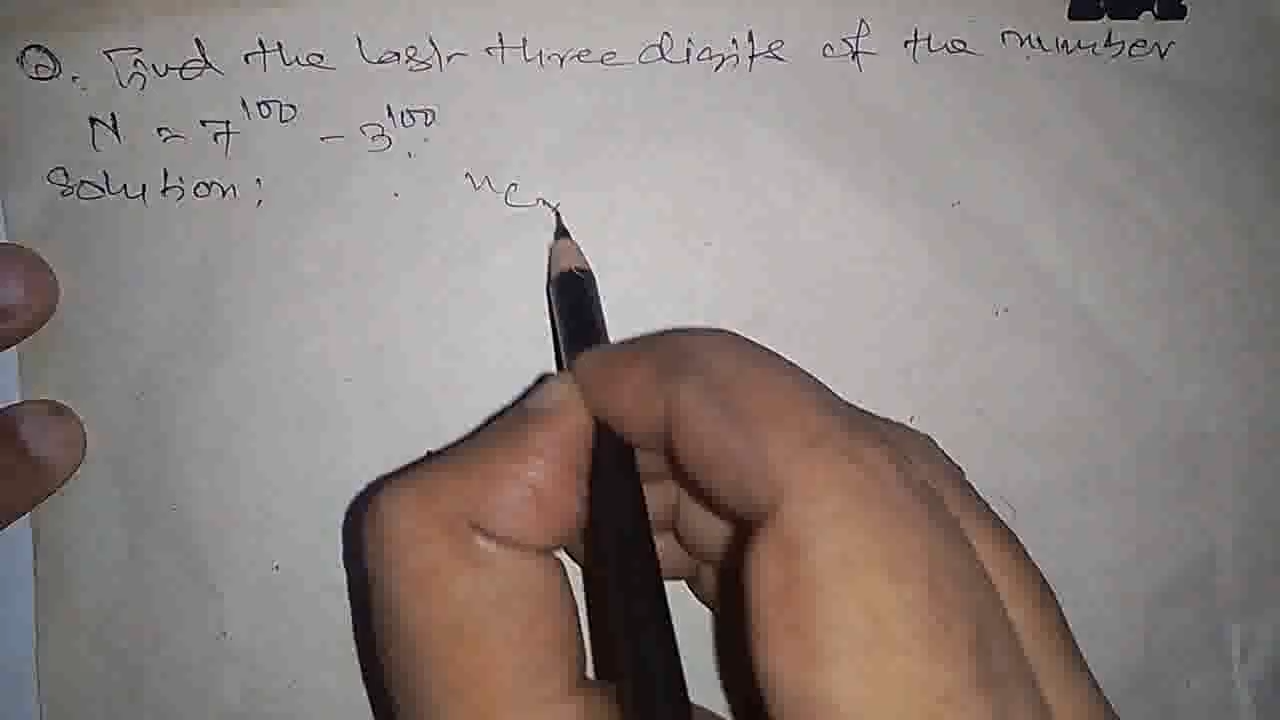 Q. Find the last three digits of the number
N = 7^100 - 3^100
Solution:
nCr